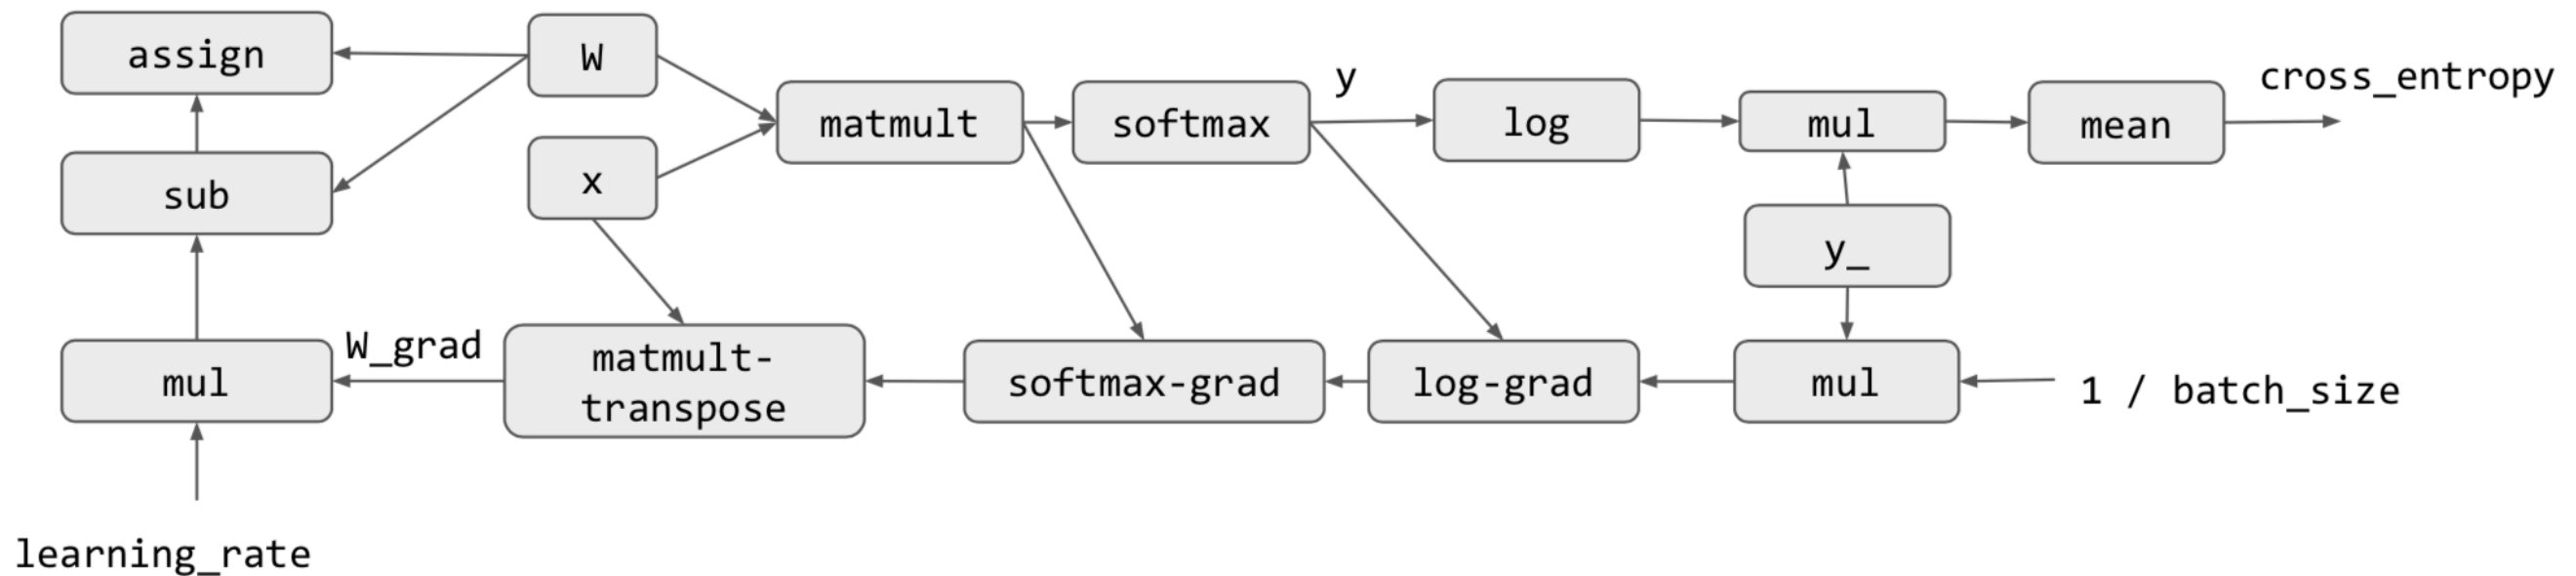 assign
W
y
cross_entropy
matmult
softmax
log
mul
mean
x
sub
y_
W_grad
mul
matmult-
transpose
softmax-grad
log-grad
mul
1 / batch_size
learning_rate